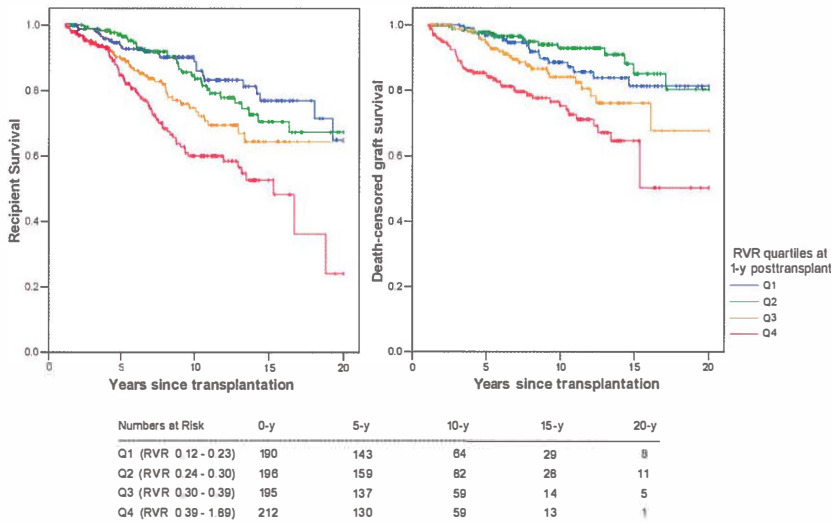 1.0
0.8
0.6
0.4
0.2
0.0
Recipient Survival
0 5 10 15 20
Years since transplantation
1.0
0.8
0.6
0.4
0.2
0.0
Death-censored graft survival
0 5 10 15 20
Years since transplantation
RVR quartiles at
1-y posttransplant
Q1
Q2
Q3
Q4
Numbers at Risk 0-y 5-y 10-y 15-y 20-y
Q1 (RVR 0.12 - 0.23) 190 143 64 29 8
Q2 (RVR 0.24 - 0.30) 196 159 62 26 11
Q3 (RVR 0.30 - 0.39) 195 137 59 14 5
Q4 (RVR 0.39 - 1.69) 212 130 59 13 1